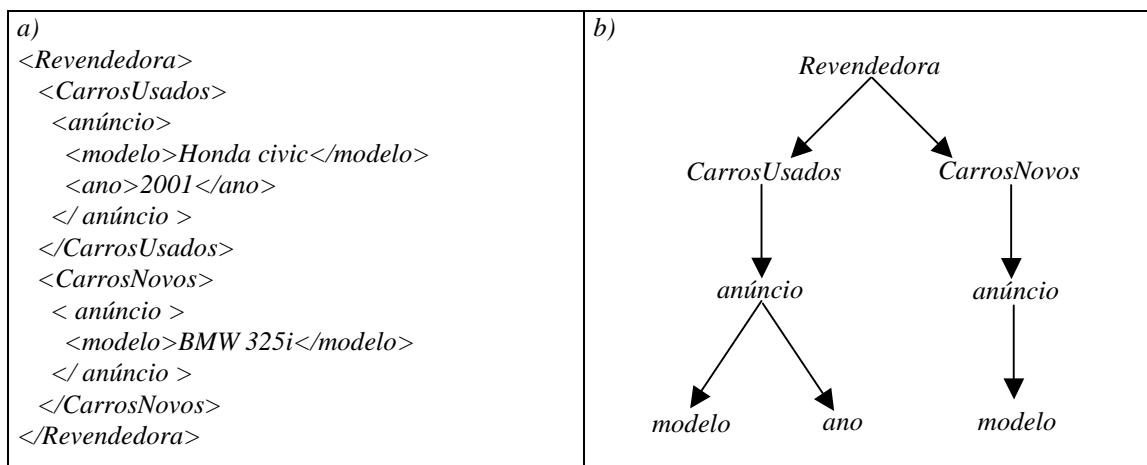 a)
<Revendedora>
<CarrosUsados>
<anúncio>
<modelo>Honda civic</modelo>
<ano>2001</ano>
</ anúncio >
</CarrosUsados>
<CarrosNovos>
< anúncio >
<modelo>BMW 325i</modelo>
</ anúncio >
</CarrosNovos>
</Revendedora>
b)
Revendedora
CarrosUsados CarrosNovos
anúncio anúncio
modelo ano modelo